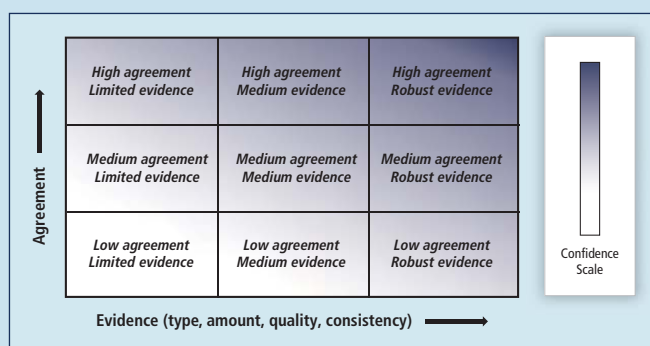 High agreement
Limited evidence
High agreement
Medium evidence
High agreement
Robust evidence
Medium agreement
Limited evidence
Medium agreement
Medium evidence
Medium agreement
Robust evidence
Low agreement
Limited evidence
Low agreement
Medium evidence
Low agreement
Robust evidence
Agreement
Evidence (type, amount, quality, consistency)
Confidence
Scale